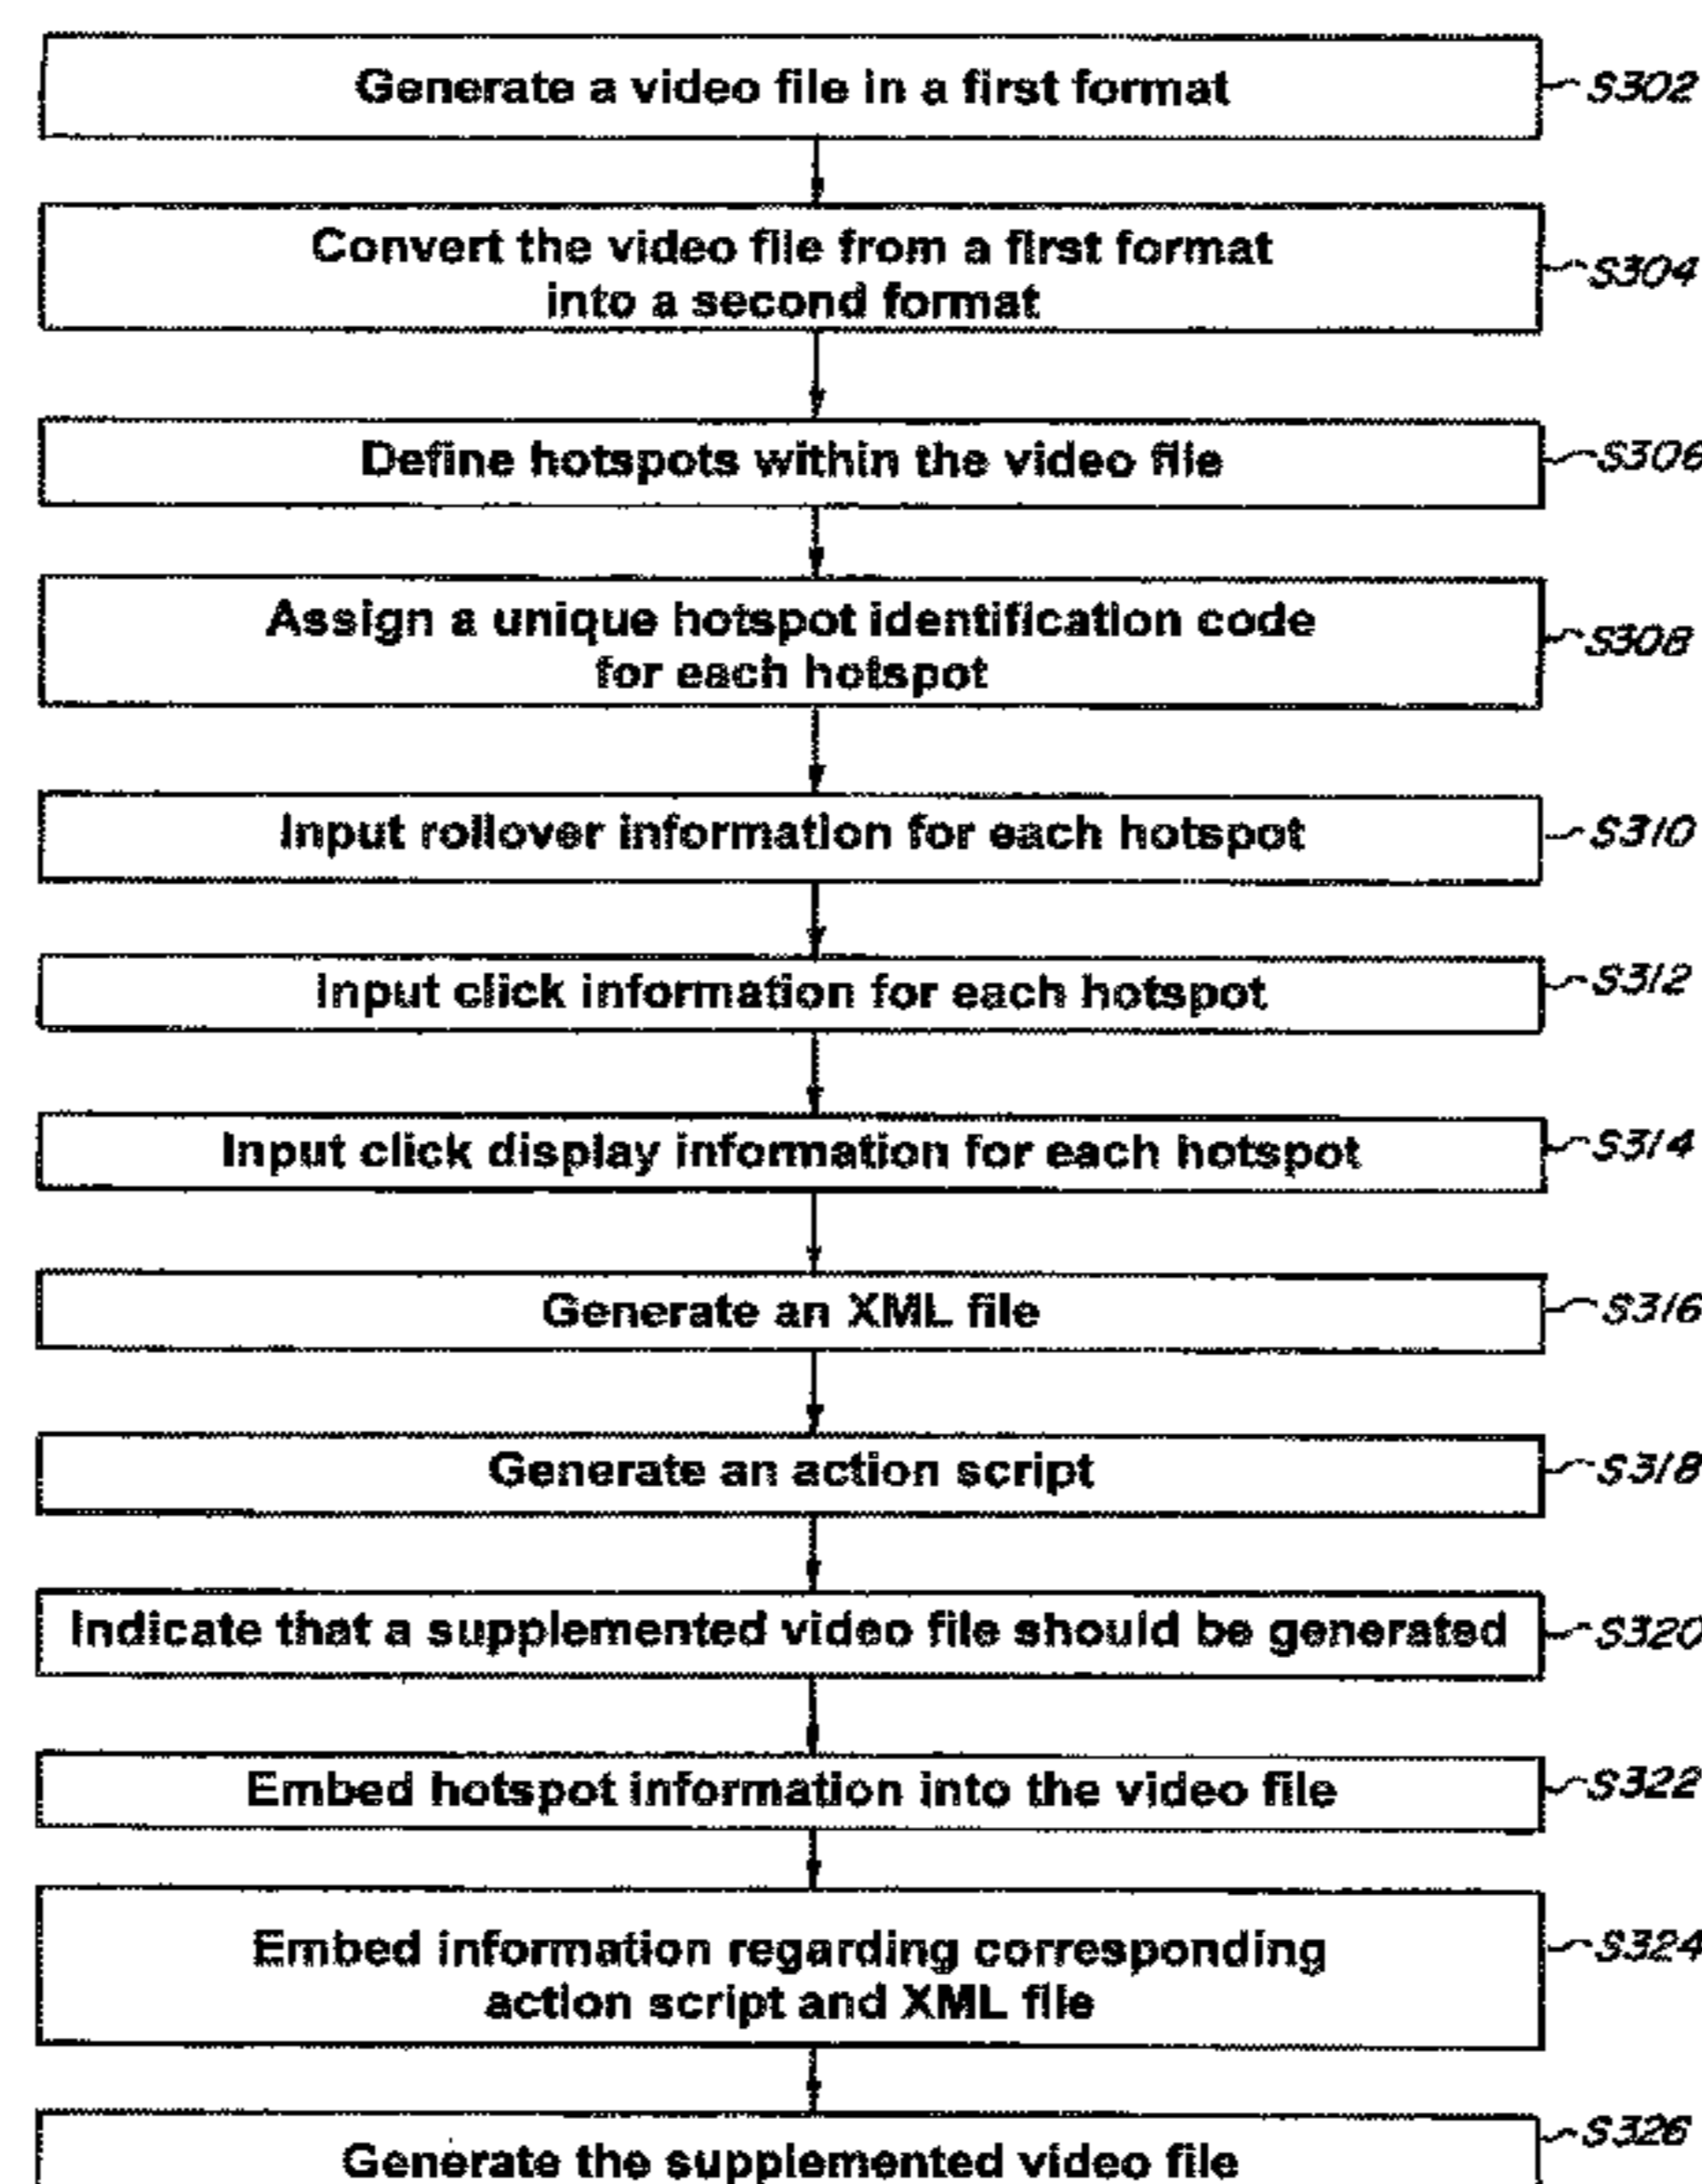 Generate a video file in a first format
S302
Convert the video file from a first format
into a second format
S304
Define hotspots within the video file
S306
Assign a unique hotspot identification code
for each hotspot
S308
Input rollover information for each hotspot
S310
Input click information for each hotspot
S312
Input click display information for each hotspot
S314
Generate an XML file
S316
Generate an action script
S318
Indicate that a supplemented video file should be generated
S320
Embed hotspot information into the video file
S322
Embed information regarding corresponding
action script and XML file
S324
Generate the supplemented video file
S326